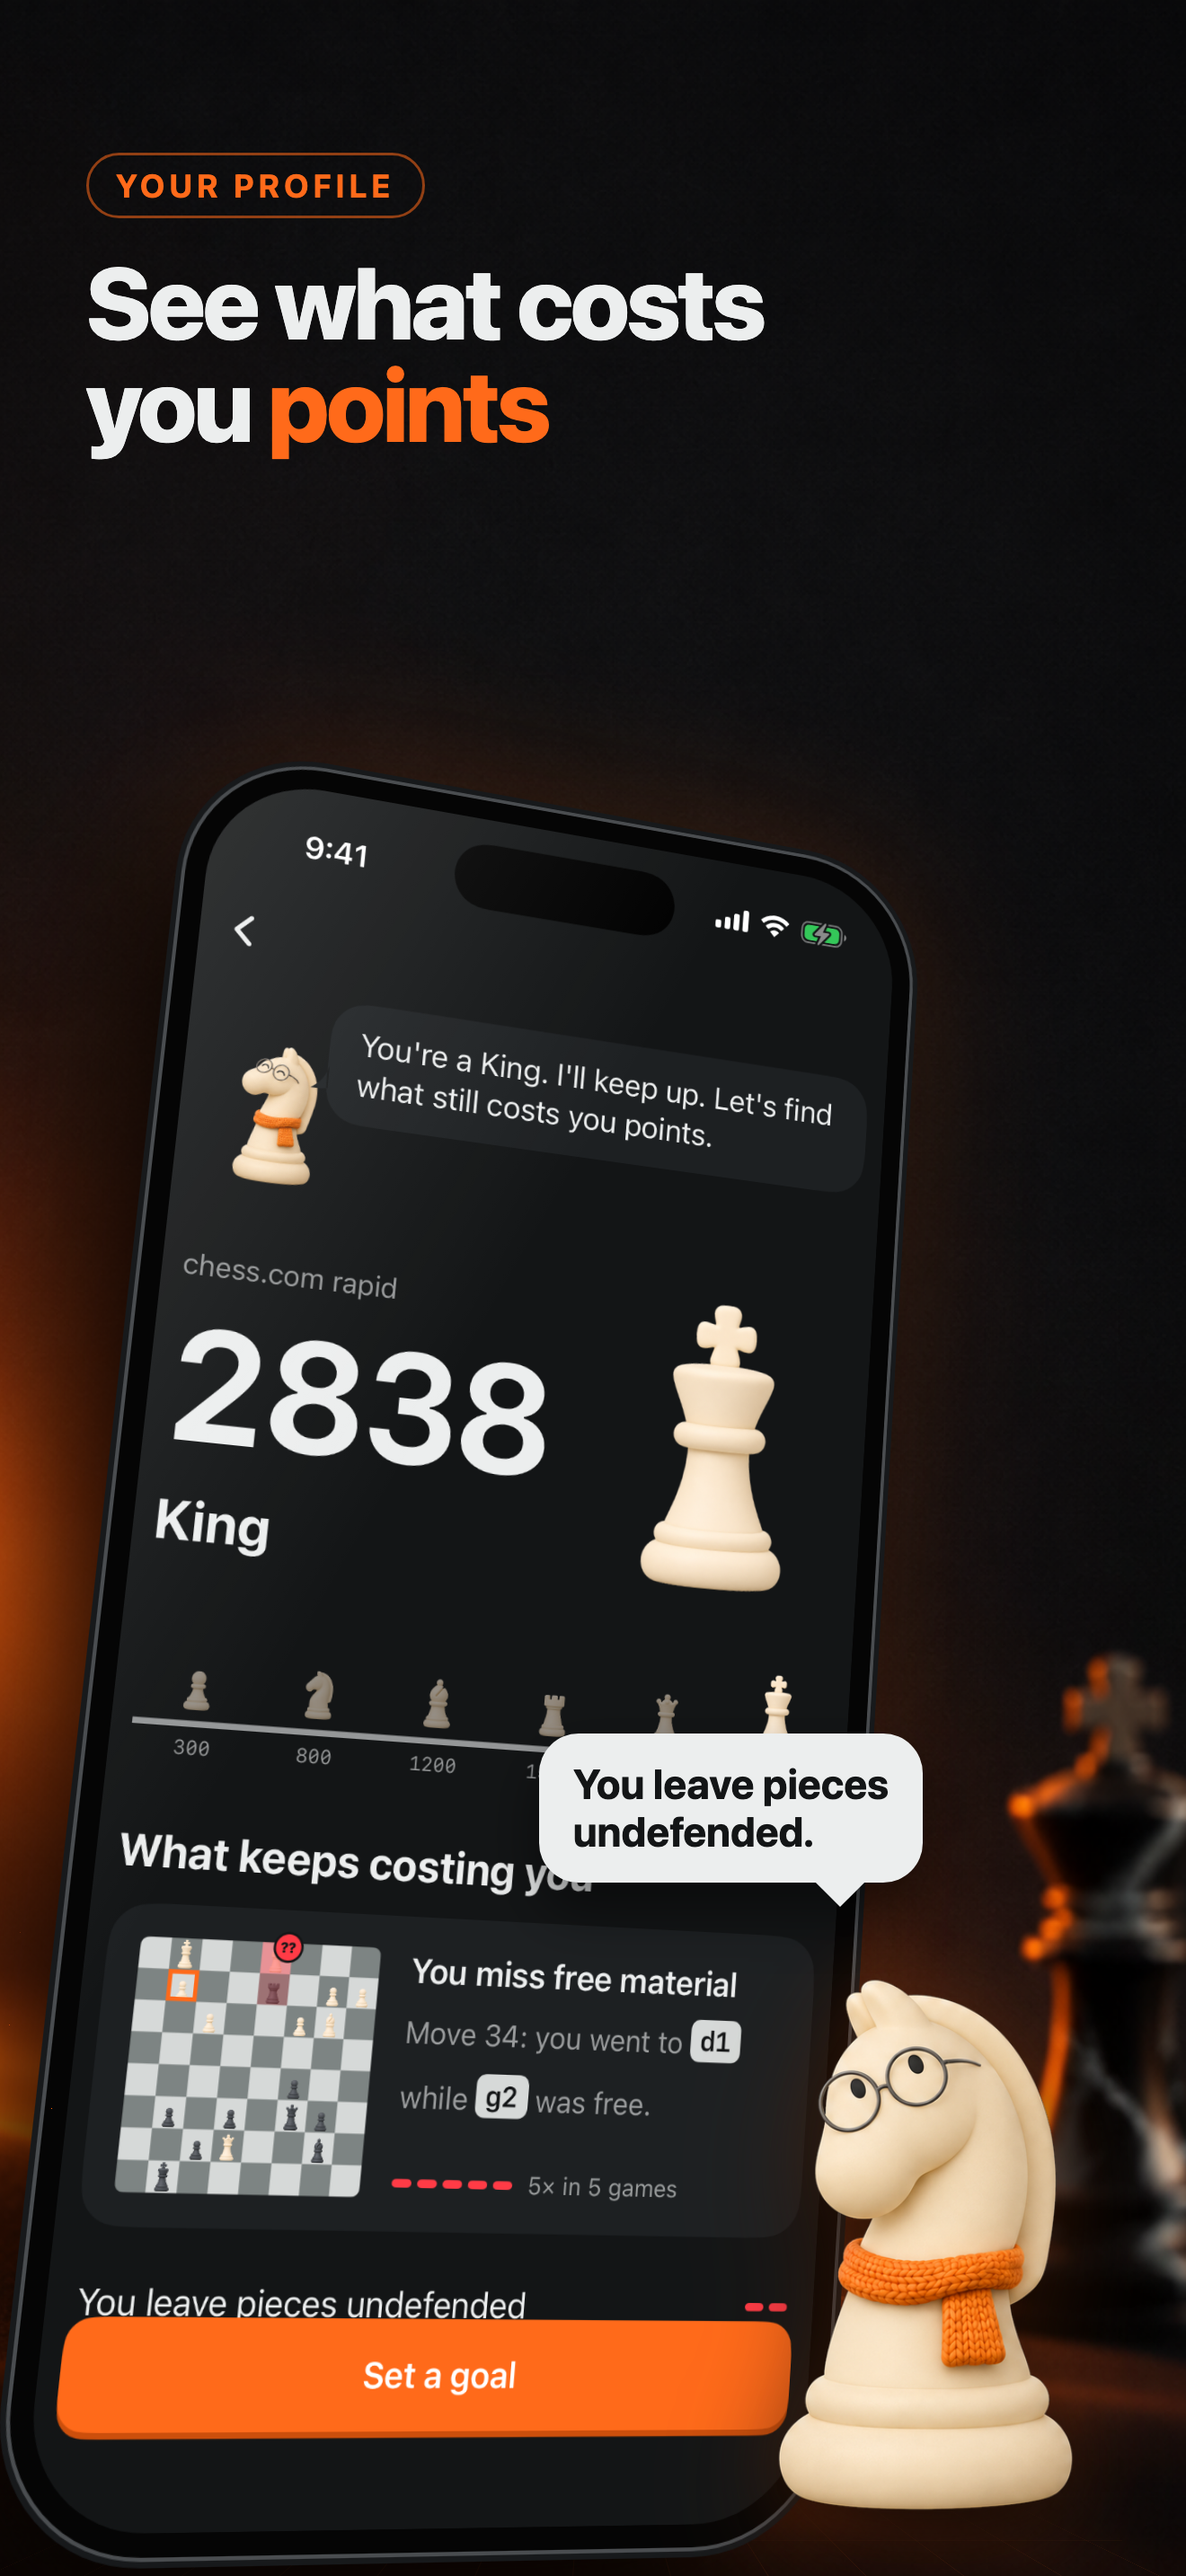 YOUR PROFILE
See what costs
you points
9:41
You're a King. I'll keep up. Let's find
what still costs you points.
chess.com rapid
2838
King
300
800
1200
You leave pieces
undefended.
What keeps costing you
??
You miss free material
Move 34: you went to d1
while g2 was free.
5× in 5 games
You leave pieces undefended
Set a goal